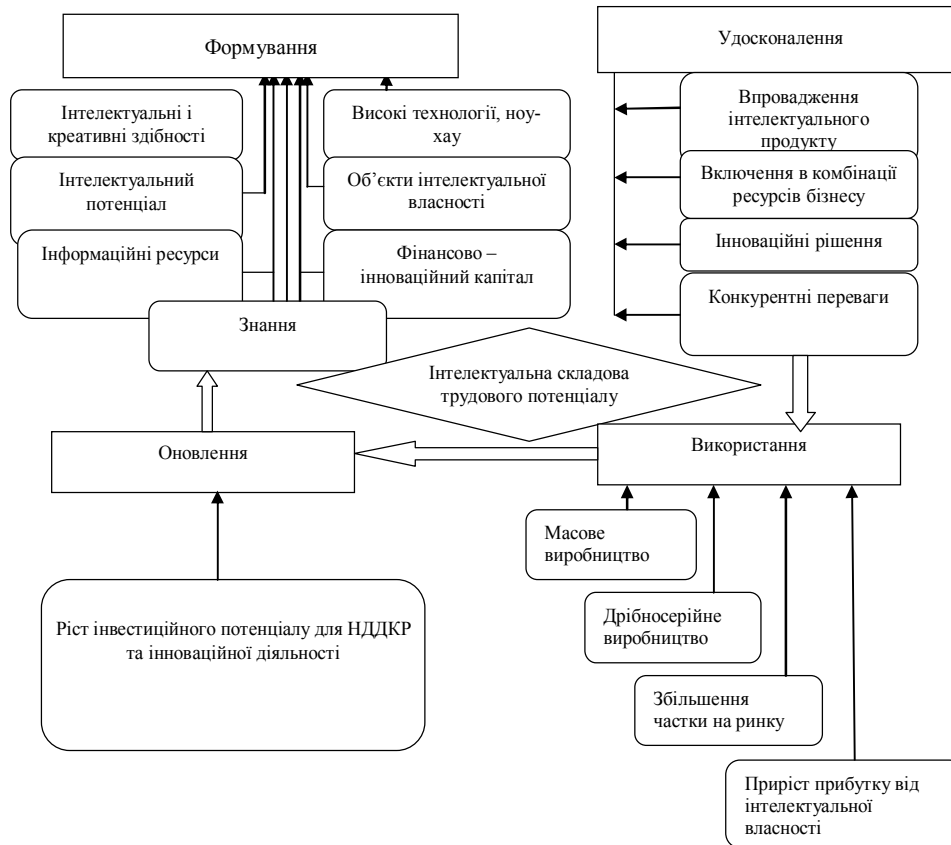 Формування
Удосконалення
Інтелектуальні і
креативні здібності
Високі технології, ноу-
хау
Впровадження
інтелектуального
продукту
Інтелектуальний
потенціал
Об’єкти інтелектуальної
власності
Включення в комбінації
ресурсів бізнесу
Інформаційні ресурси
Фінансово –
інноваційний капітал
Інноваційні рішення
Знання
Конкурентні переваги
Інтелектуальна складова
трудового потенціалу
Оновлення
Використання
Масове
виробництво
Ріст інвестиційного потенціалу для НДДКР
та інноваційної діяльності
Дрібносерійне
виробництво
Збільшення
частки на ринку
Приріст прибутку від
інтелектуальної
власності